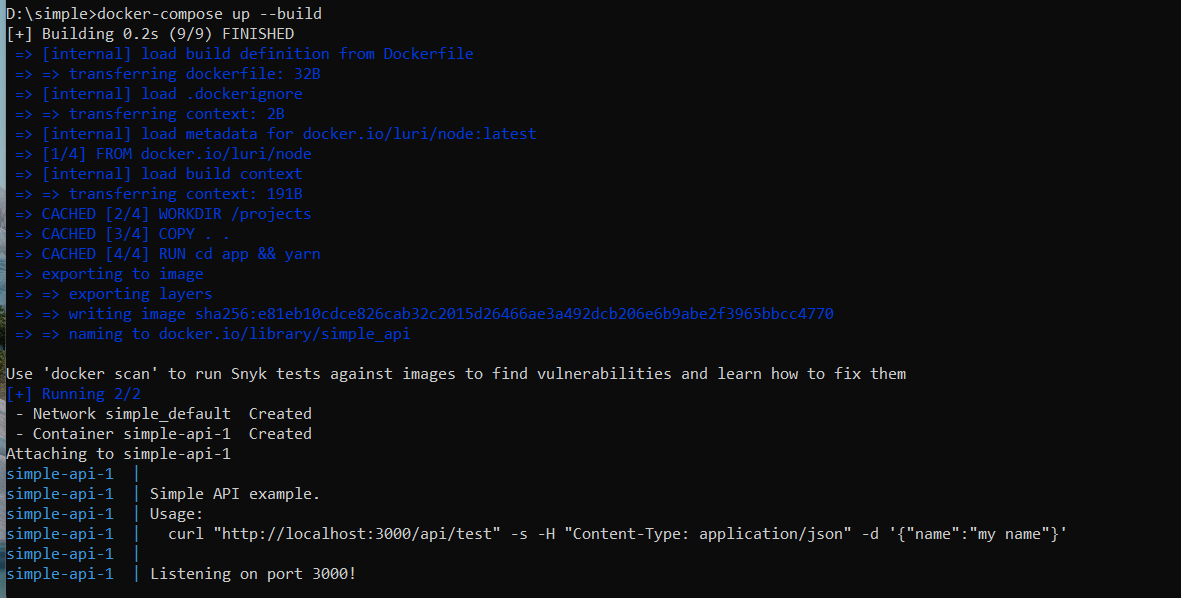 D:\simple>docker-compose up --build
[+] Building 0.2s (9/9) FINISHED
=> [internal] load build definition from Dockerfile
=> => transferring dockerfile: 32B
=> [internal] load .dockerignore
=> => transferring context: 2B
=> [internal] load metadata for docker.io/luri/node:latest
=> [1/4] FROM docker.io/luri/node
=> [internal] load build context
=> => transferring context: 191B
=> CACHED [2/4] WORKDIR /projects
=> CACHED [3/4] COPY . .
=> CACHED [4/4] RUN cd app && yarn
=> exporting to image
=> => exporting layers
=> => writing image sha256:e81eb10cdce826cab32c2015d26466ae3a492dcb206e6b9abe2f3965bbcc4770
=> => naming to docker.io/library/simple_api
Use 'docker scan' to run Snyk tests against images to find vulnerabilities and learn how to fix them
[+] Running 2/2
- Network simple_default  Created
- Container simple-api-1  Created
Attaching to simple-api-1
simple-api-1  |
simple-api-1  | Simple API example.
simple-api-1  | Usage:
simple-api-1  |   curl "http://localhost:3000/api/test" -s -H "Content-Type: application/json" -d '{"name":"my name"}'
simple-api-1  |
simple-api-1  | Listening on port 3000!